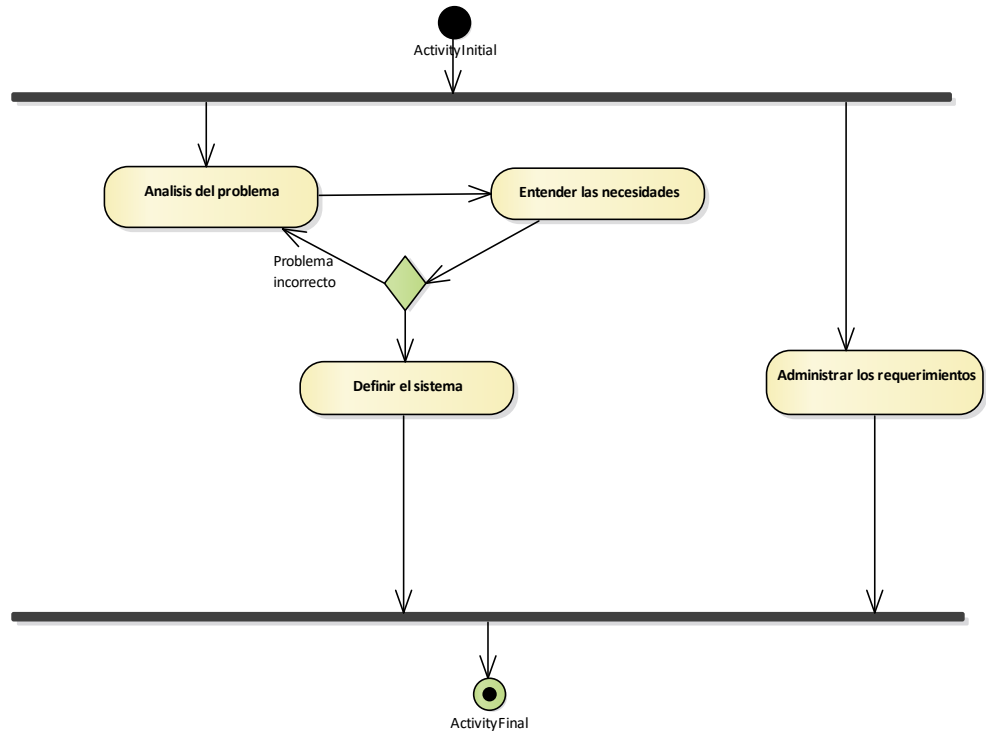 ActivityInitial
Analisis del problema
Entender las necesidades
Problema
incorrecto
Definir el sistema
Administrar los requerimientos
ActivityFinal